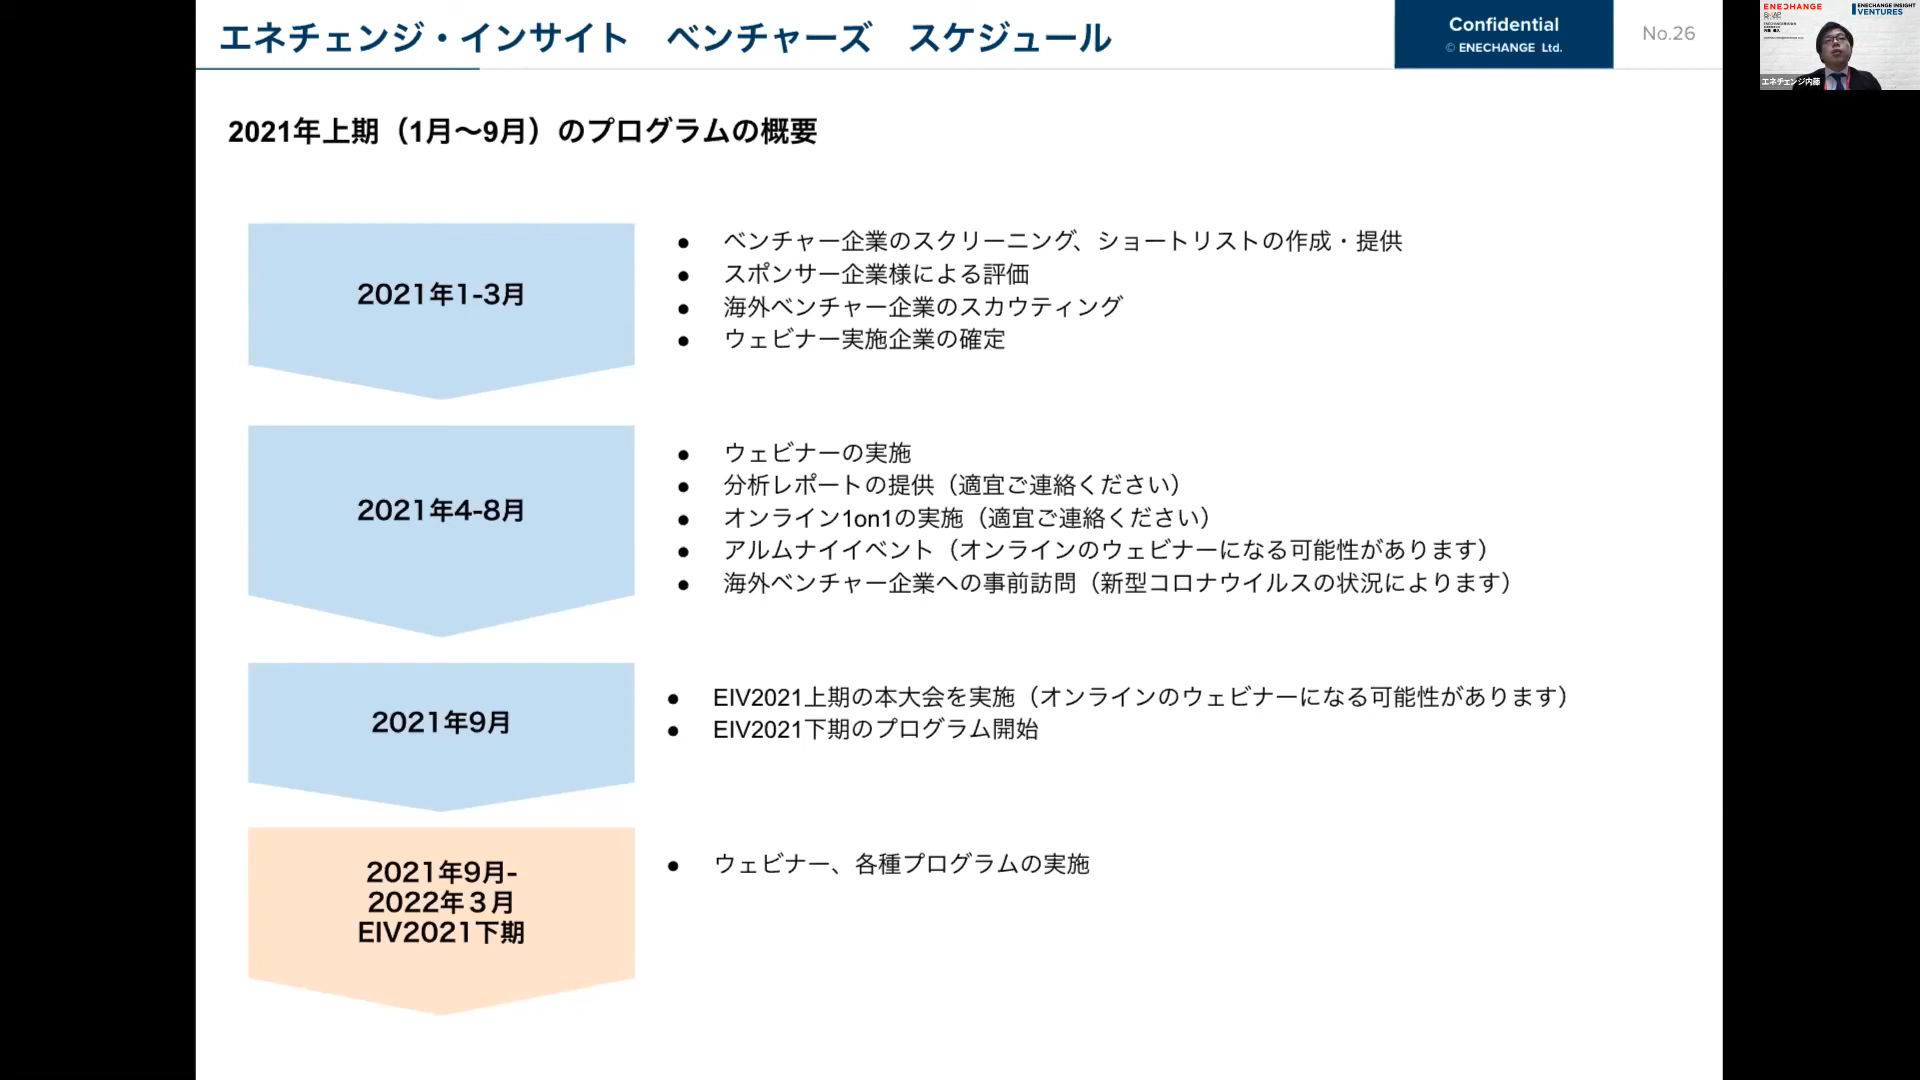 エネチェンジ・インサイト　ベンチャーズ　スケジュール
Confidential
© ENECHANGE Ltd.
No.26
ENECHANGE
ENECHANGE INSIGHT
VENTURES
エネチェンジ内藤
2021年上期（1月〜9月）のプログラムの概要
2021年1-3月
● ベンチャー企業のスクリーニング、ショートリストの作成・提供
● スポンサー企業様による評価
● 海外ベンチャー企業のスカウティング
● ウェビナー実施企業の確定
2021年4-8月
● ウェビナーの実施
● 分析レポートの提供（適宜ご連絡ください）
● オンライン1on1の実施（適宜ご連絡ください）
● アルムナイイベント（オンラインのウェビナーになる可能性があります）
● 海外ベンチャー企業への事前訪問（新型コロナウイルスの状況によります）
2021年9月
● EIV2021上期の本大会を実施（オンラインのウェビナーになる可能性があります）
● EIV2021下期のプログラム開始
2021年9月-
2022年３月
EIV2021下期
● ウェビナー、各種プログラムの実施